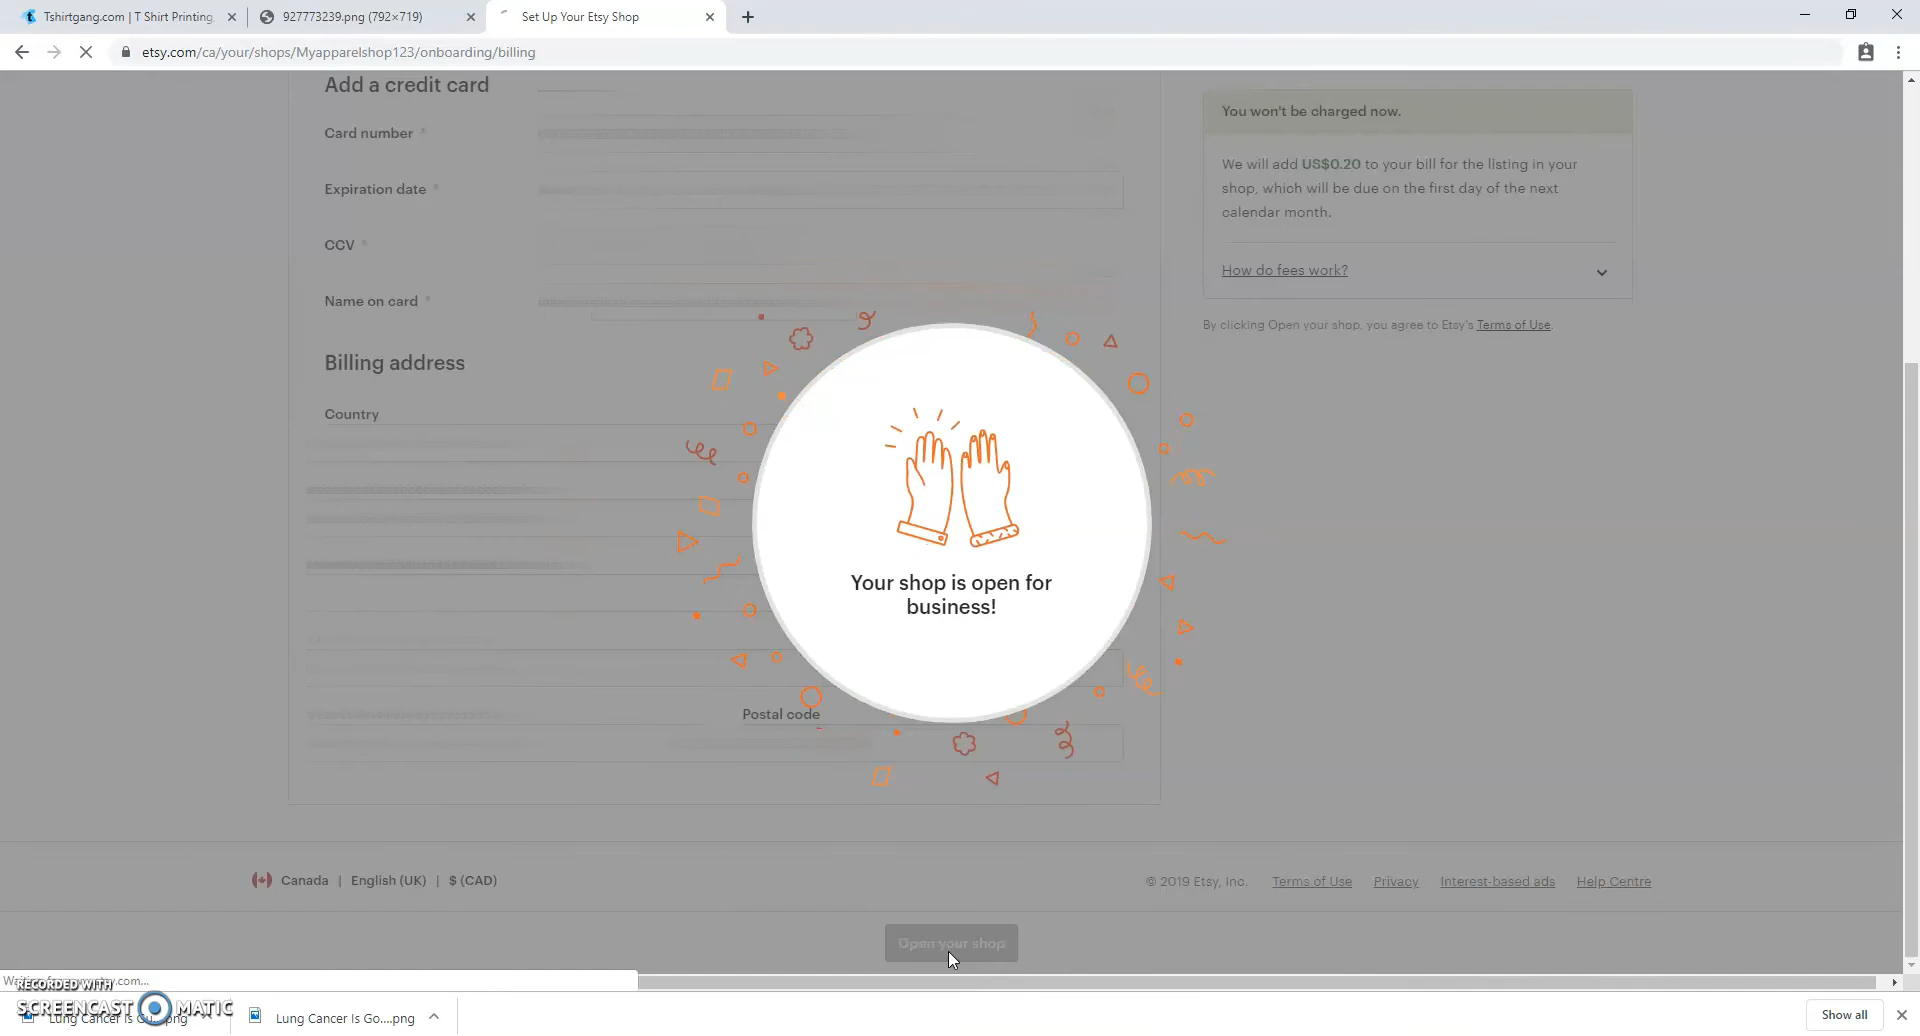 Tshirtgang.com | T Shirt Printing,
927773239.png (792×719)
Set Up Your Etsy Shop
etsy.com/ca/your/shops/Myapparelshop123/onboarding/billing
Add a credit card
Card number *
Expiration date *
CCV *
Name on card *
Billing address
Country
Postal code
You won't be charged now.
We will add US$0.20 to your bill for the listing in your
shop, which will be due on the first day of the next
calendar month.
How do fees work?
By clicking Open your shop, you agree to Etsy's Terms of Use.
Your shop is open for
business!
Canada | English (UK) | $ (CAD)
© 2019 Etsy, Inc. Terms of Use Privacy Interest-based ads Help Centre
Open your shop
RECORDED WITH
SCREENCAST MATIC
Lung Cancer Is Go....png
Show all